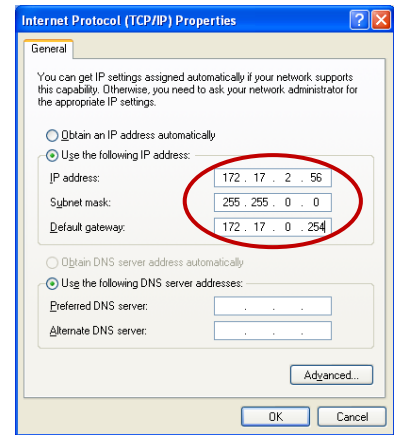 Internet Protocol (TCP/IP) Properties
General
You can get IP settings assigned automatically if your network supports
this capability. Otherwise, you need to ask your network administrator for
the appropriate IP settings.
Obtain an IP address automatically
Use the following IP address:
IP address: 172 . 17 . 2 . 56
Subnet mask: 255 . 255 . 0 . 0
Default gateway: 172 . 17 . 0 . 254
Obtain DNS server address automatically
Use the following DNS server addresses:
Preferred DNS server: . . .
Alternate DNS server: . . .
Advanced...
OK Cancel